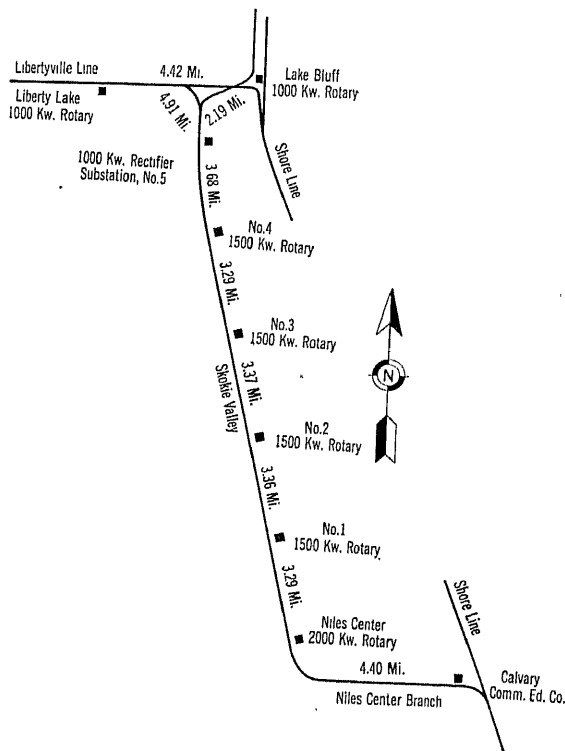 Libertyville Line
4.42 Mi.
Lake Bluff
1000 Kw. Rotary
Liberty Lake
1000 Kw. Rotary
4.91 Mi.
2.19 Mi.
1000 Kw. Rectifier
Substation, No.5
3.68 Mi.
Shore Line
No.4
1500 Kw. Rotary
3.29 Mi.
No.3
1500 Kw. Rotary
3.37 Mi.
Skokie Valley
N
No.2
1500 Kw. Rotary
3.36 Mi.
No.1
1500 Kw. Rotary
3.29 Mi.
Shore Line
Niles Center
2000 Kw. Rotary
4.40 Mi.
Calvary
Comm. Ed. Co.
Niles Center Branch